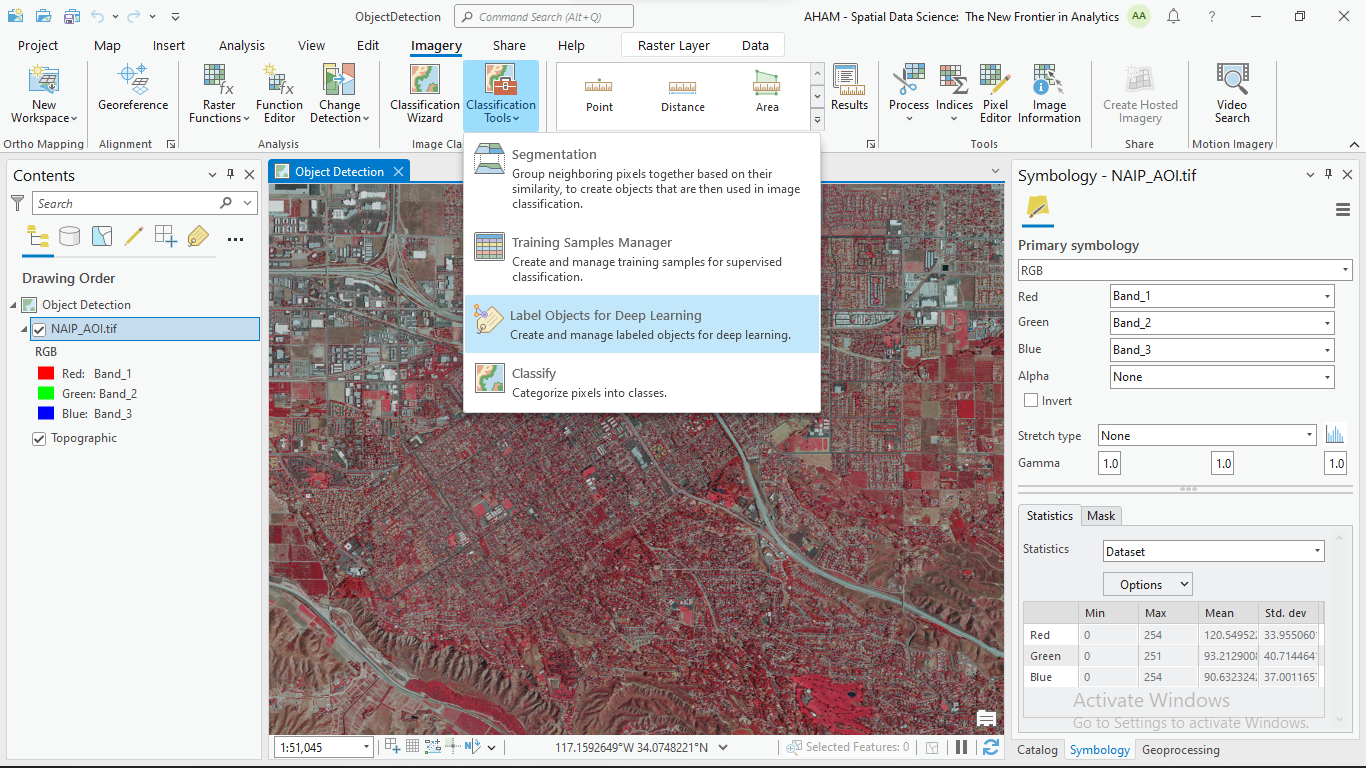 ObjectDetection
Command Search (Alt+Q)
AHAM - Spatial Data Science: The New Frontier in Analytics
AA
?
Project Map Insert Analysis View Edit Imagery Share Help Raster Layer Data
New Workspace
Georeference
Raster Functions
Function Editor
Change Detection
Classification Wizard
Classification Tools
Point
Distance
Area
Results
Process
Indices
Pixel Editor
Image Information
Create Hosted Imagery
Video Search
Ortho Mapping
Alignment
Analysis
Image Cla
Tools
Share
Motion Imagery
Segmentation
Group neighboring pixels together based on their
similarity, to create objects that are then used in image
classification.
Training Samples Manager
Create and manage training samples for supervised
classification.
Label Objects for Deep Learning
Create and manage labeled objects for deep learning.
Classify
Categorize pixels into classes.
Contents
Search
Drawing Order
Object Detection
NAIP_AOI.tif
RGB
Red: Band_1
Green: Band_2
Blue: Band_3
Topographic
Object Detection
1:51,045
117.1592649°W 34.0748221°N
Selected Features: 0
Symbology - NAIP_AOI.tif
Primary symbology
RGB
Red Band_1
Green Band_2
Blue Band_3
Alpha None
Invert
Stretch type None
Gamma 1.0 1.0 1.0
Statistics Mask
Statistics Dataset
Options
Min Max Mean Std. dev
Red 0 254 120.549522 33.955060
Green 0 251 93.2129008 40.7144641
Blue 0 254 90.6323242 37.0011657
Activate Windows
Go to Settings to activate Windows.
Catalog Symbology Geoprocessing